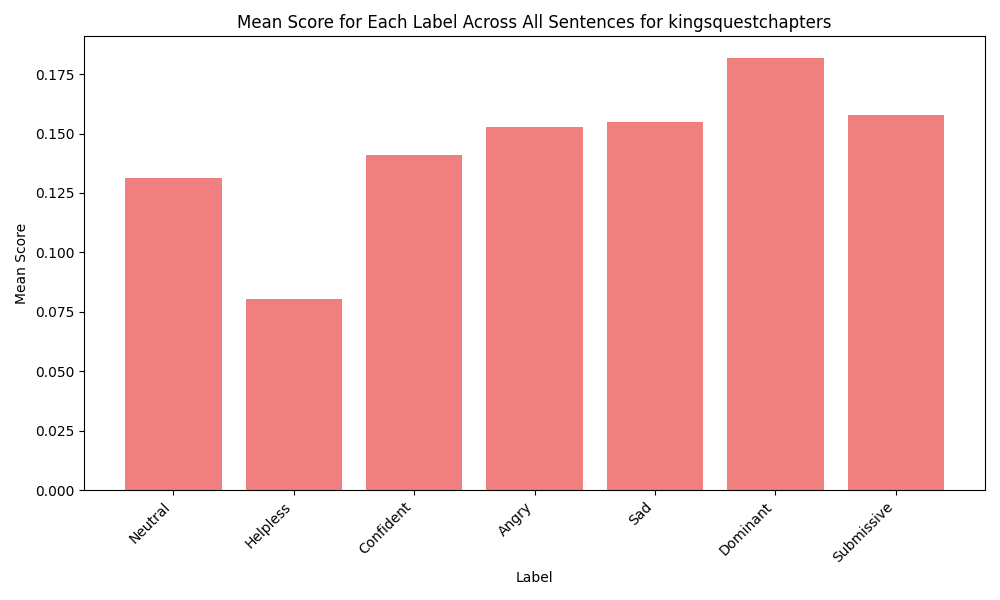 Mean Score for Each Label Across All Sentences for kingsquestchapters
0.175
0.150
0.125
0.100
0.075
0.050
0.025
0.000
Mean Score
Neutral
Helpless
Confident
Angry
Sad
Dominant
Submissive
Label